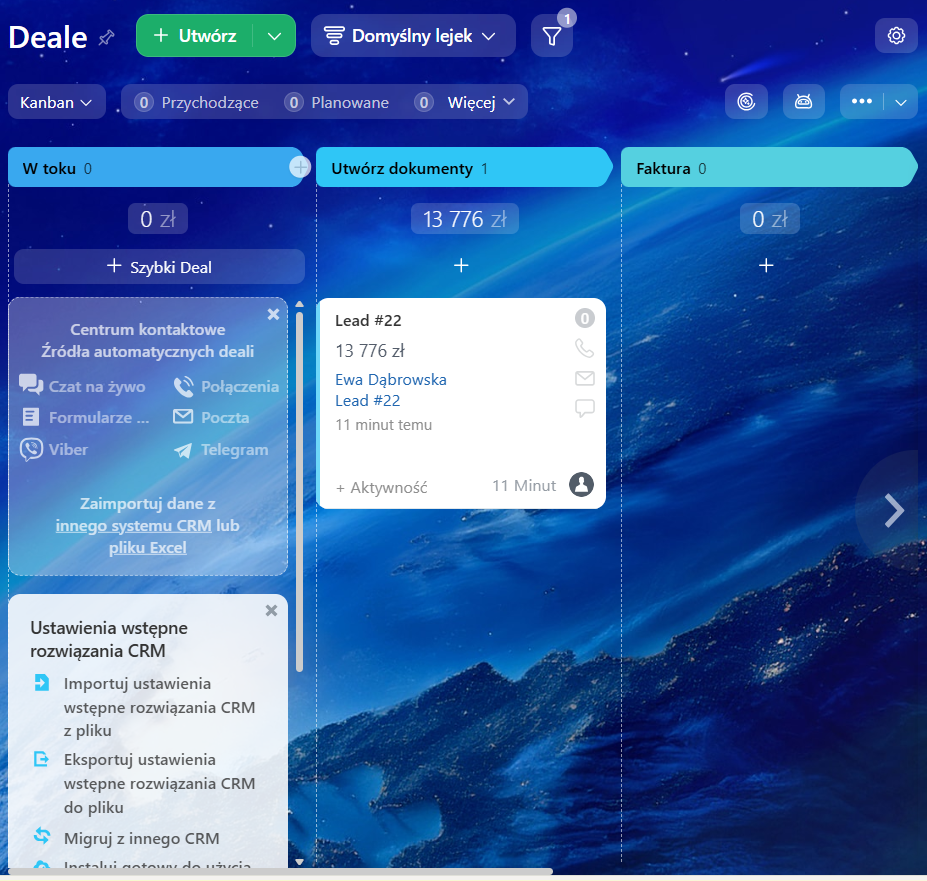 Deale
Utwórz
Domyślny lejek
1
Kanban
0 Przychodzące
0 Planowane
0 Więcej
W toku 0
Utwórz dokumenty 1
Faktura 0
0 zł
13 776 zł
0 zł
Szybki Deal
Centrum kontaktowe
Źródła automatycznych deali
Czat na żywo
Połączenia
Formularze ...
Poczta
Viber
Telegram
Zaimportuj dane z
innego systemu CRM lub
pliku Excel
Lead #22
0
13 776 zł
Ewa Dąbrowska
Lead #22
11 minut temu
+ Aktywność
11 Minut
Ustawienia wstępne
rozwiązania CRM
Importuj ustawienia
wstępne rozwiązania CRM
z pliku
Eksportuj ustawienia
wstępne rozwiązania CRM
do pliku
Migruj z innego CRM
Instaluj gotowy do użycia